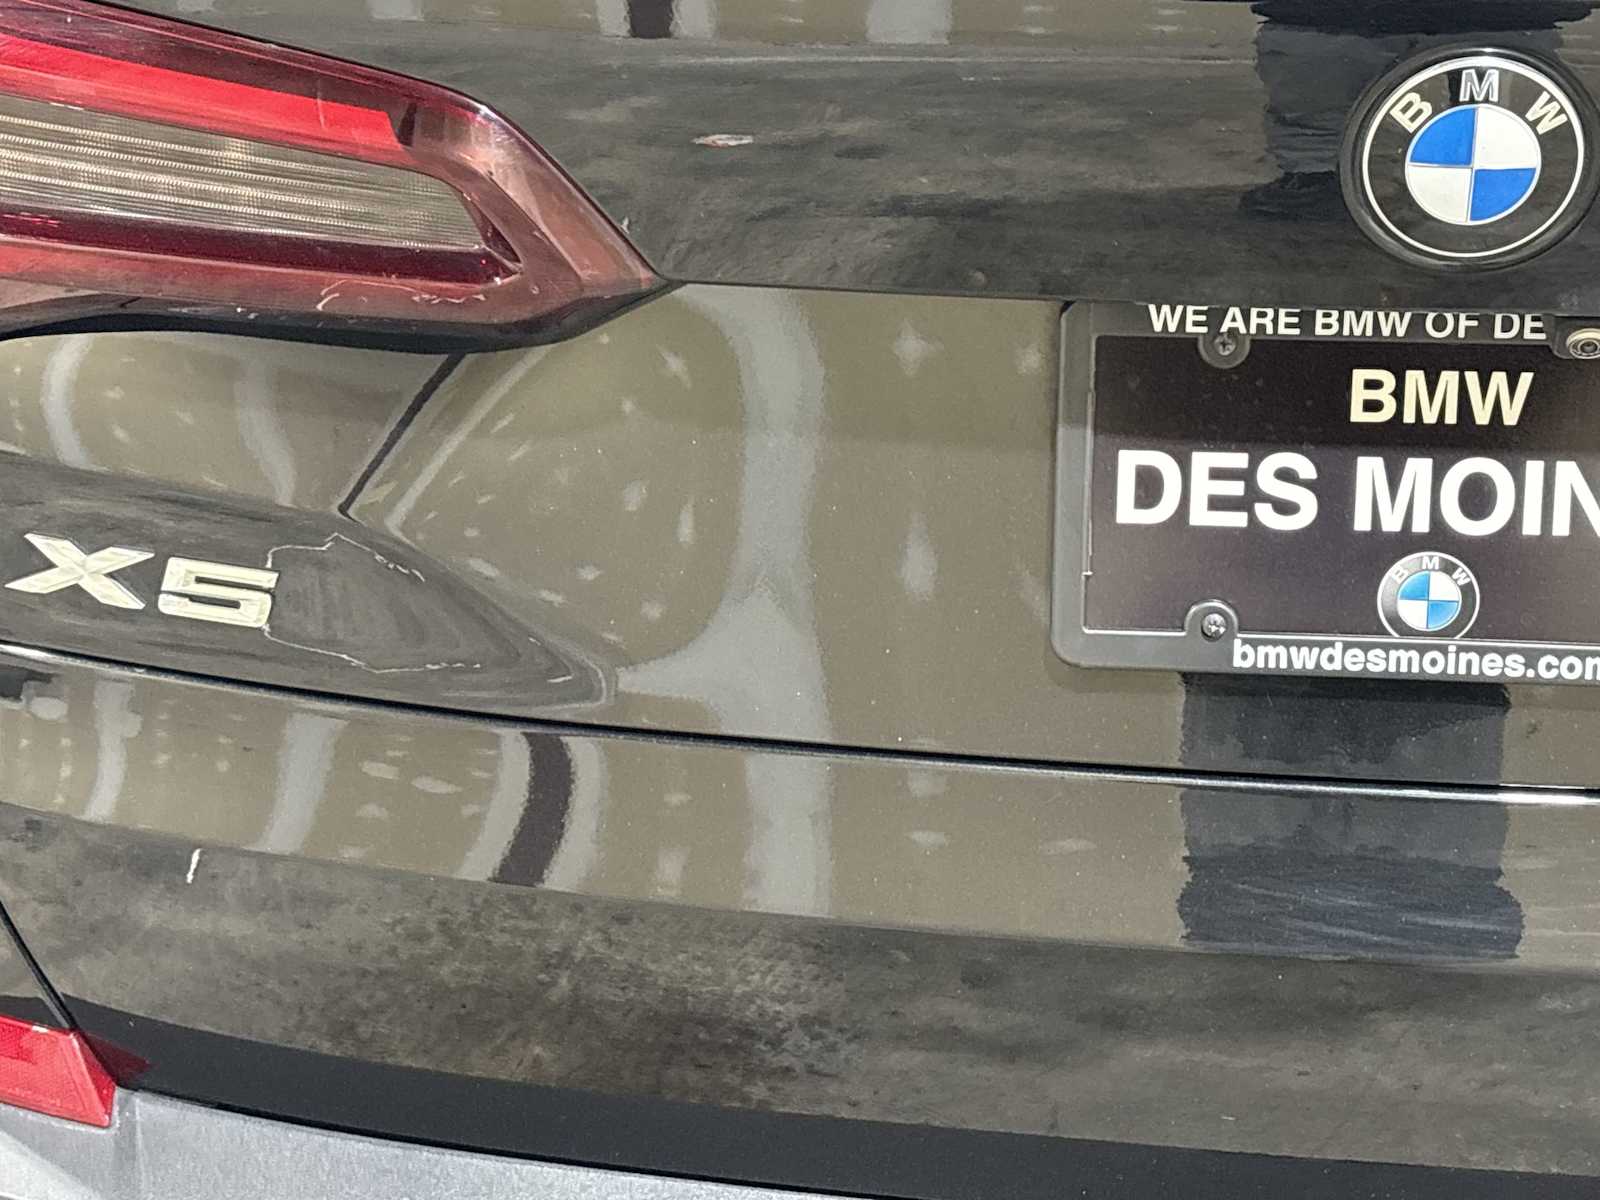 BMW
WE ARE BMW OF DE
BMW
DES MOIN
BMW
X5
bmwdesmoines.com